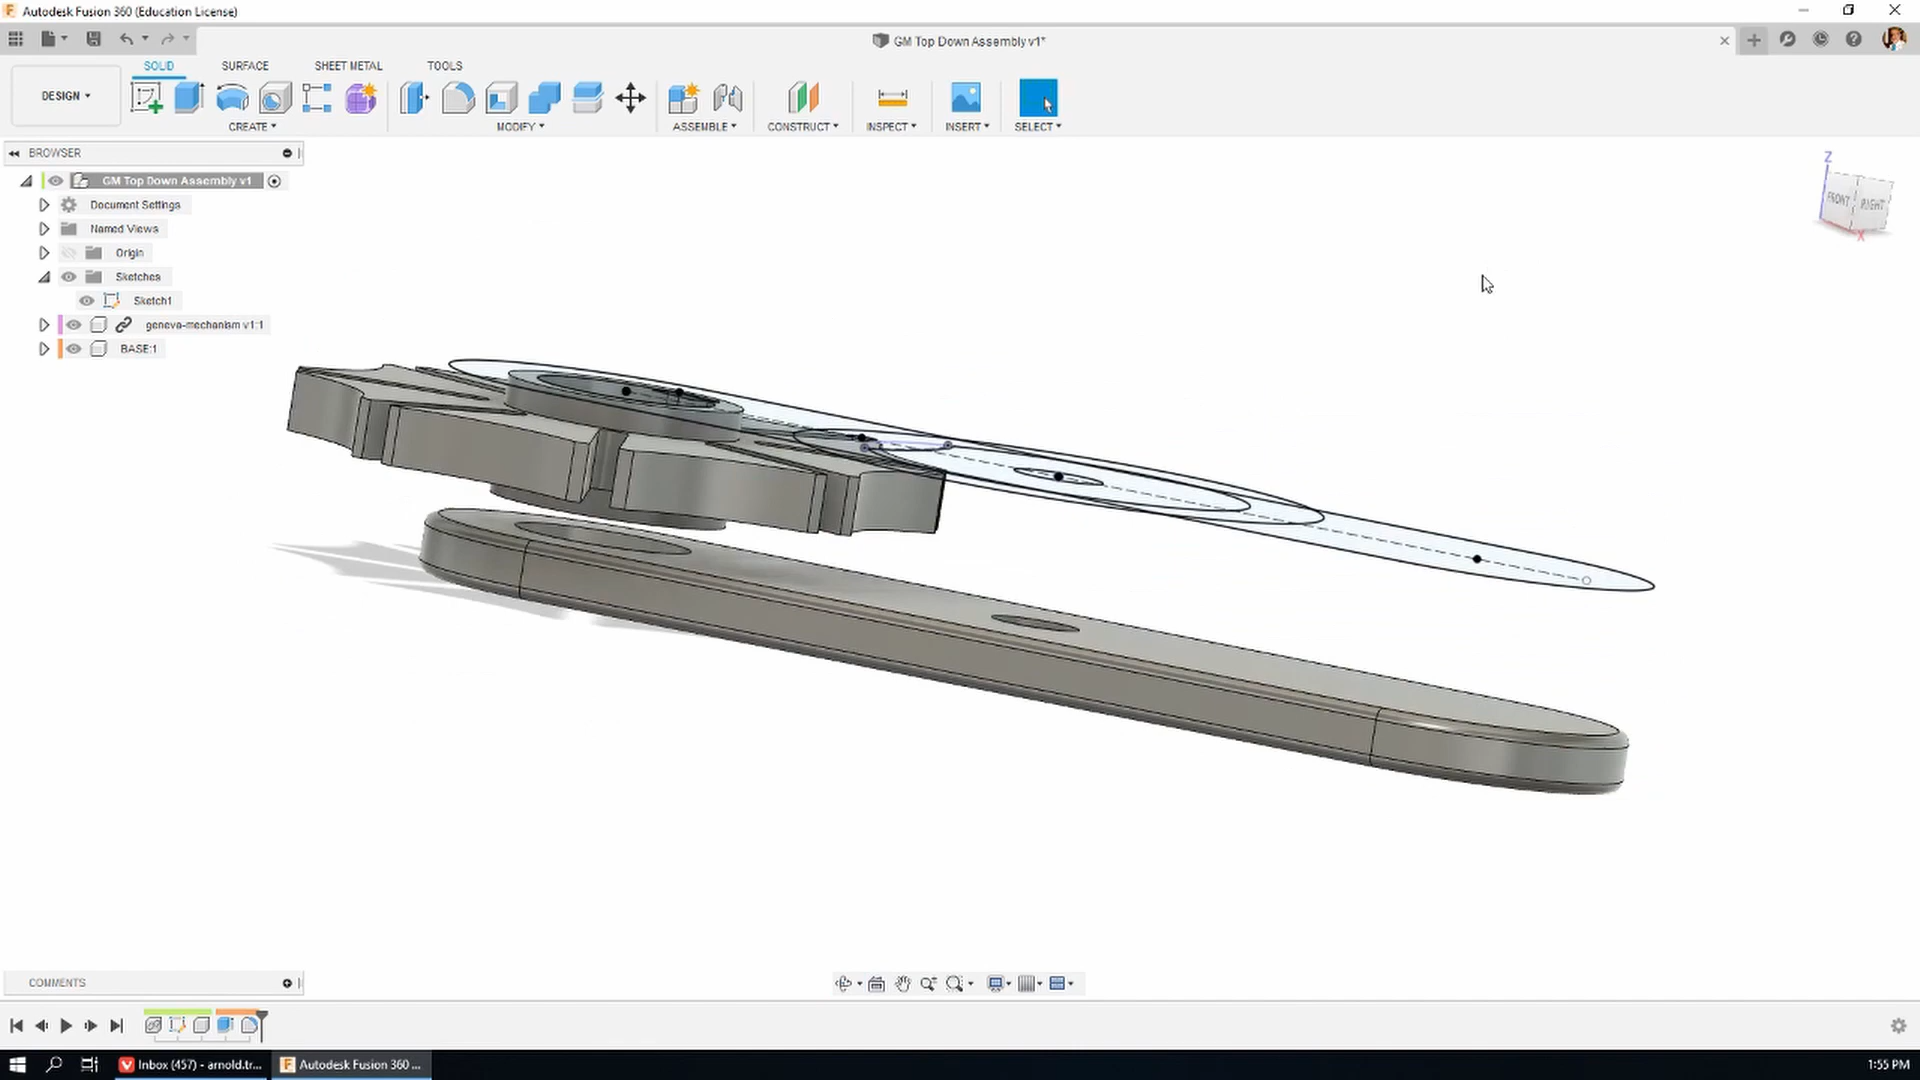 Autodesk Fusion 360 (Education License)
GM Top Down Assembly v1*
SOLID SURFACE SHEET METAL TOOLS
DESIGN
CREATE MODIFY ASSEMBLE CONSTRUCT INSPECT INSERT SELECT
BROWSER
GM Top Down Assembly v1
Document Settings
Named Views
Origin
Sketches
Sketch1
geneva-mechanism v1:1
BASE:1
Z
FRONT RIGHT
X
COMMENTS
Inbox (457) - arnold.tr... Autodesk Fusion 360 ... 1:55 PM